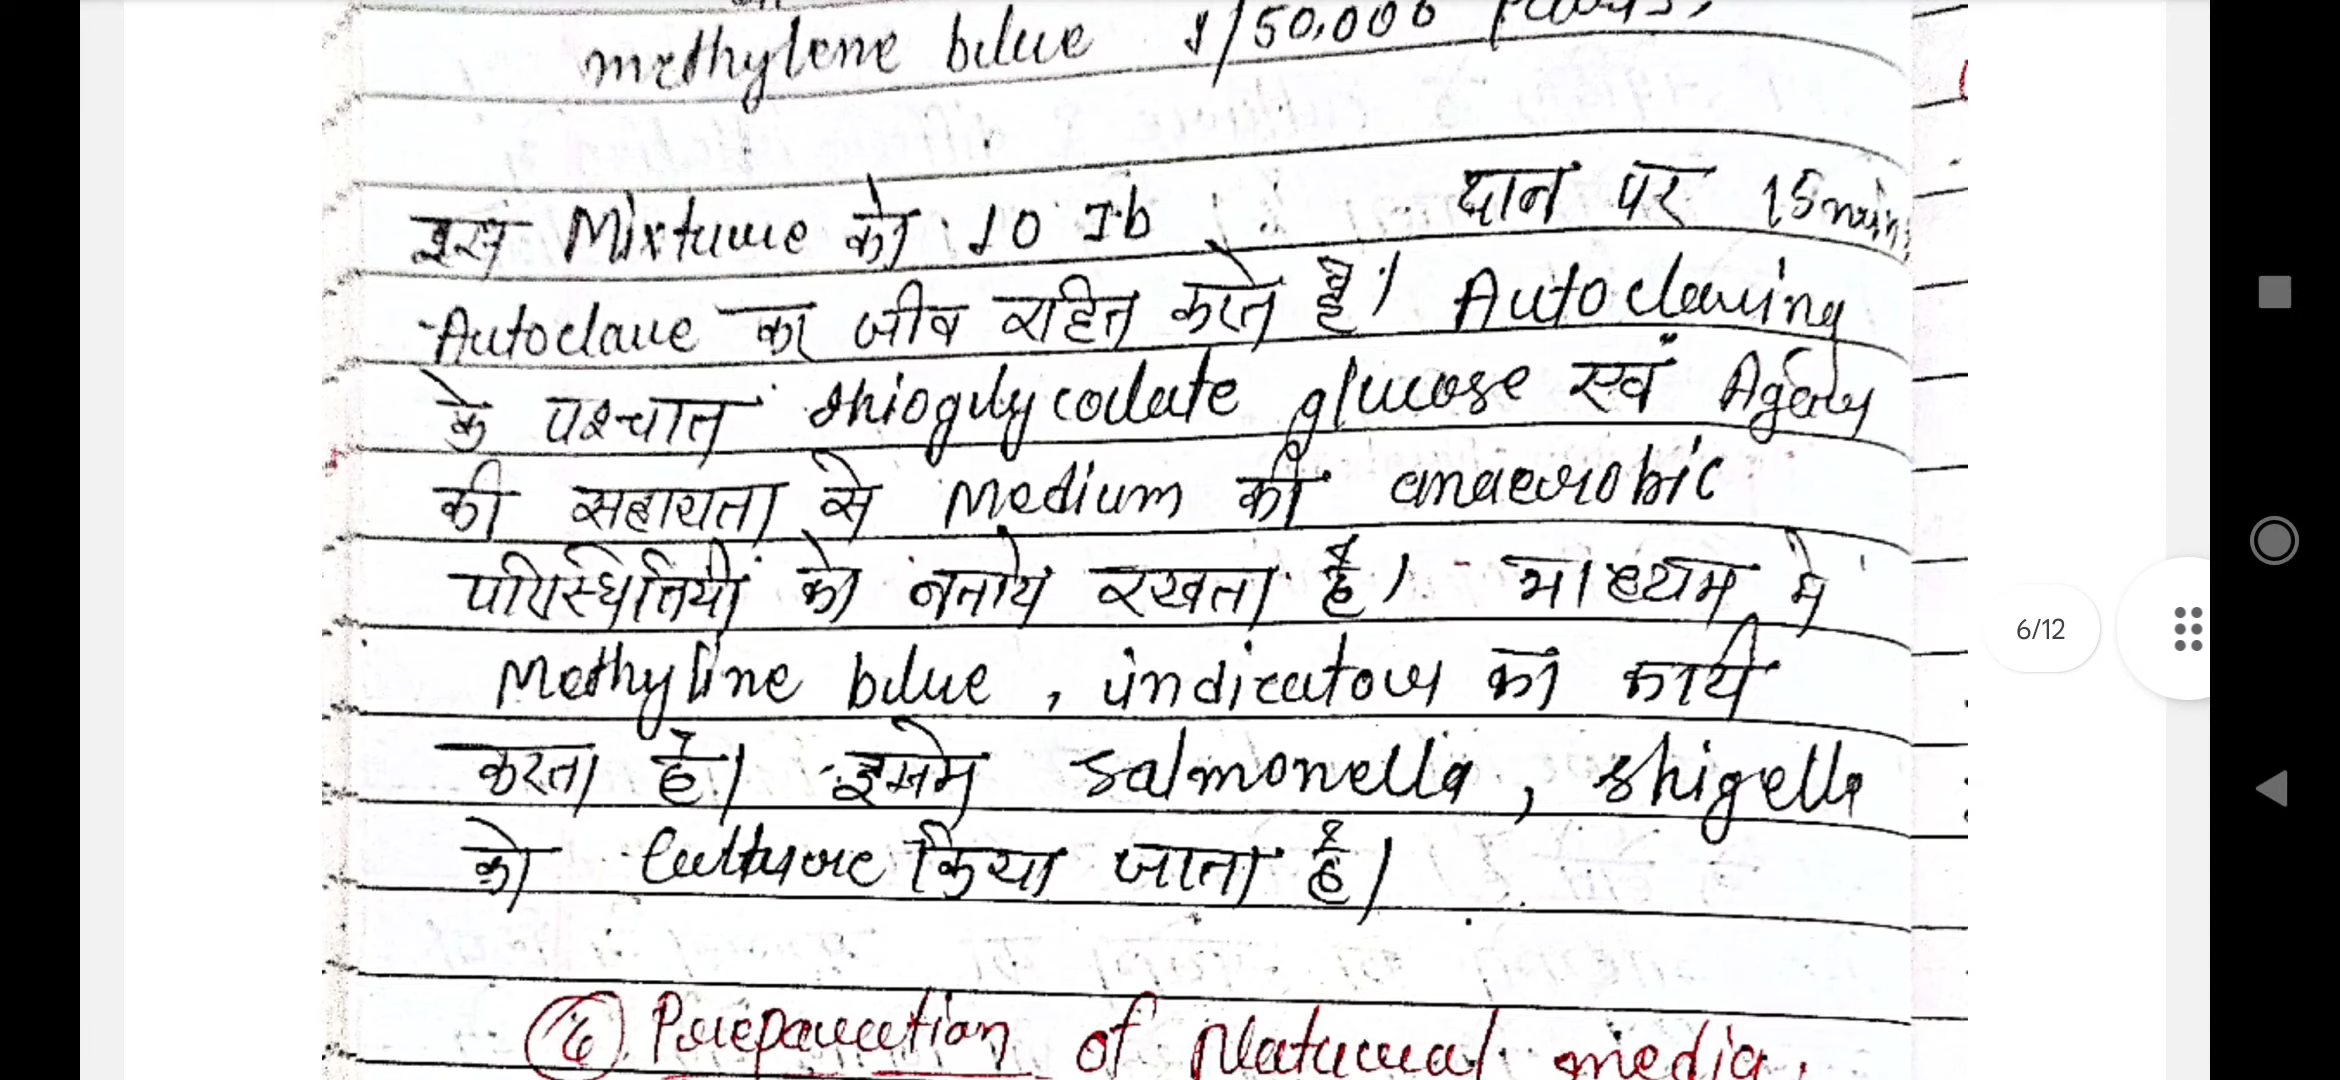 methylene blue 1/50,000
इस Mixture को 10 Ib दाब पर 15 min
Autoclave कर जीव रहित करते है। Autoclaving
के पश्चात thioglycolate glucose एवं Agar
की सहायता से Medium की anaerobic
परिस्थितियों को बनाये रखता है। माध्यम मे
Methyline blue, indicator का कार्य
करता है। इसमे salmonella, shigella
को Culture किया जाता है।
6/12
(6) Preparation of Natural media.